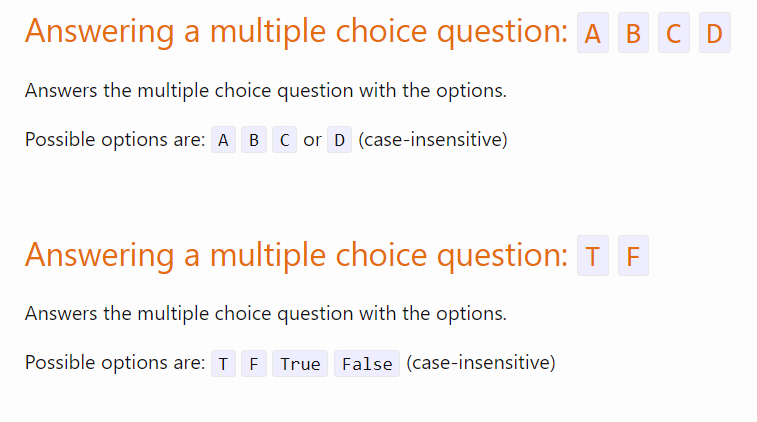 Answering a multiple choice question: A B C D
Answers the multiple choice question with the options.
Possible options are: A B C or D (case-insensitive)
Answering a multiple choice question: T F
Answers the multiple choice question with the options.
Possible options are: T F True False (case-insensitive)